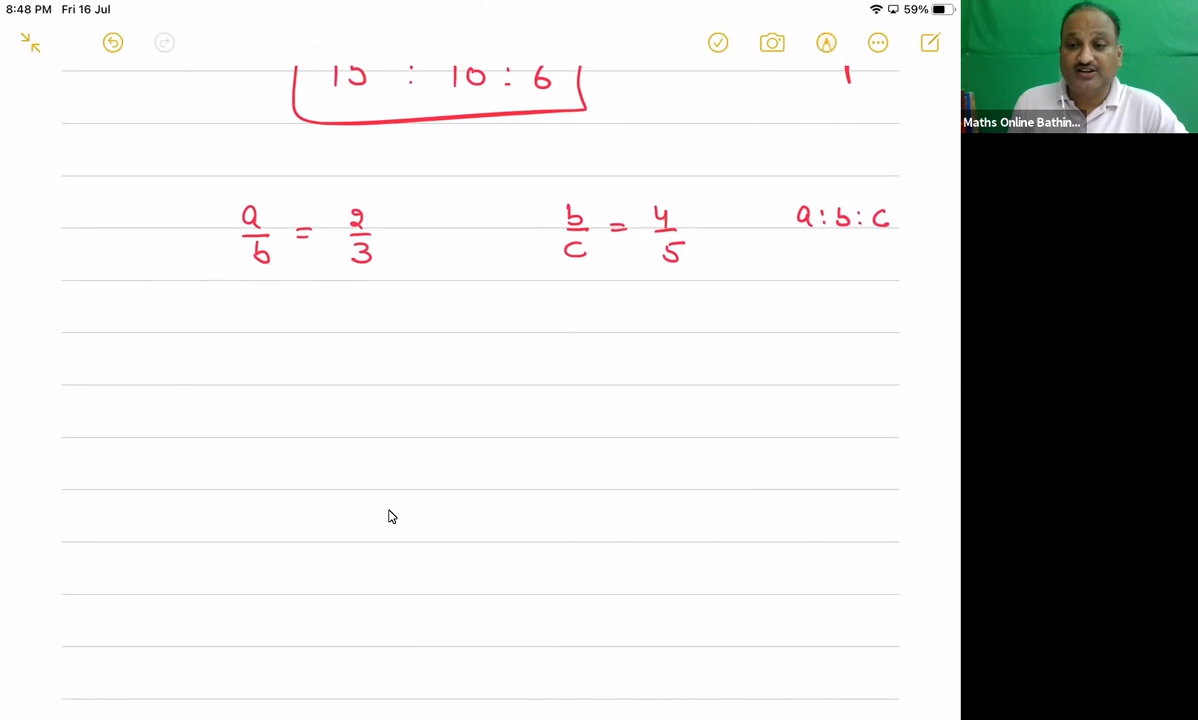 8:48 PM Fri 16 Jul 59%
15 : 10 : 6
a/b = 2/3 b/c = 4/5 a : b : c
Maths Online Bathin...